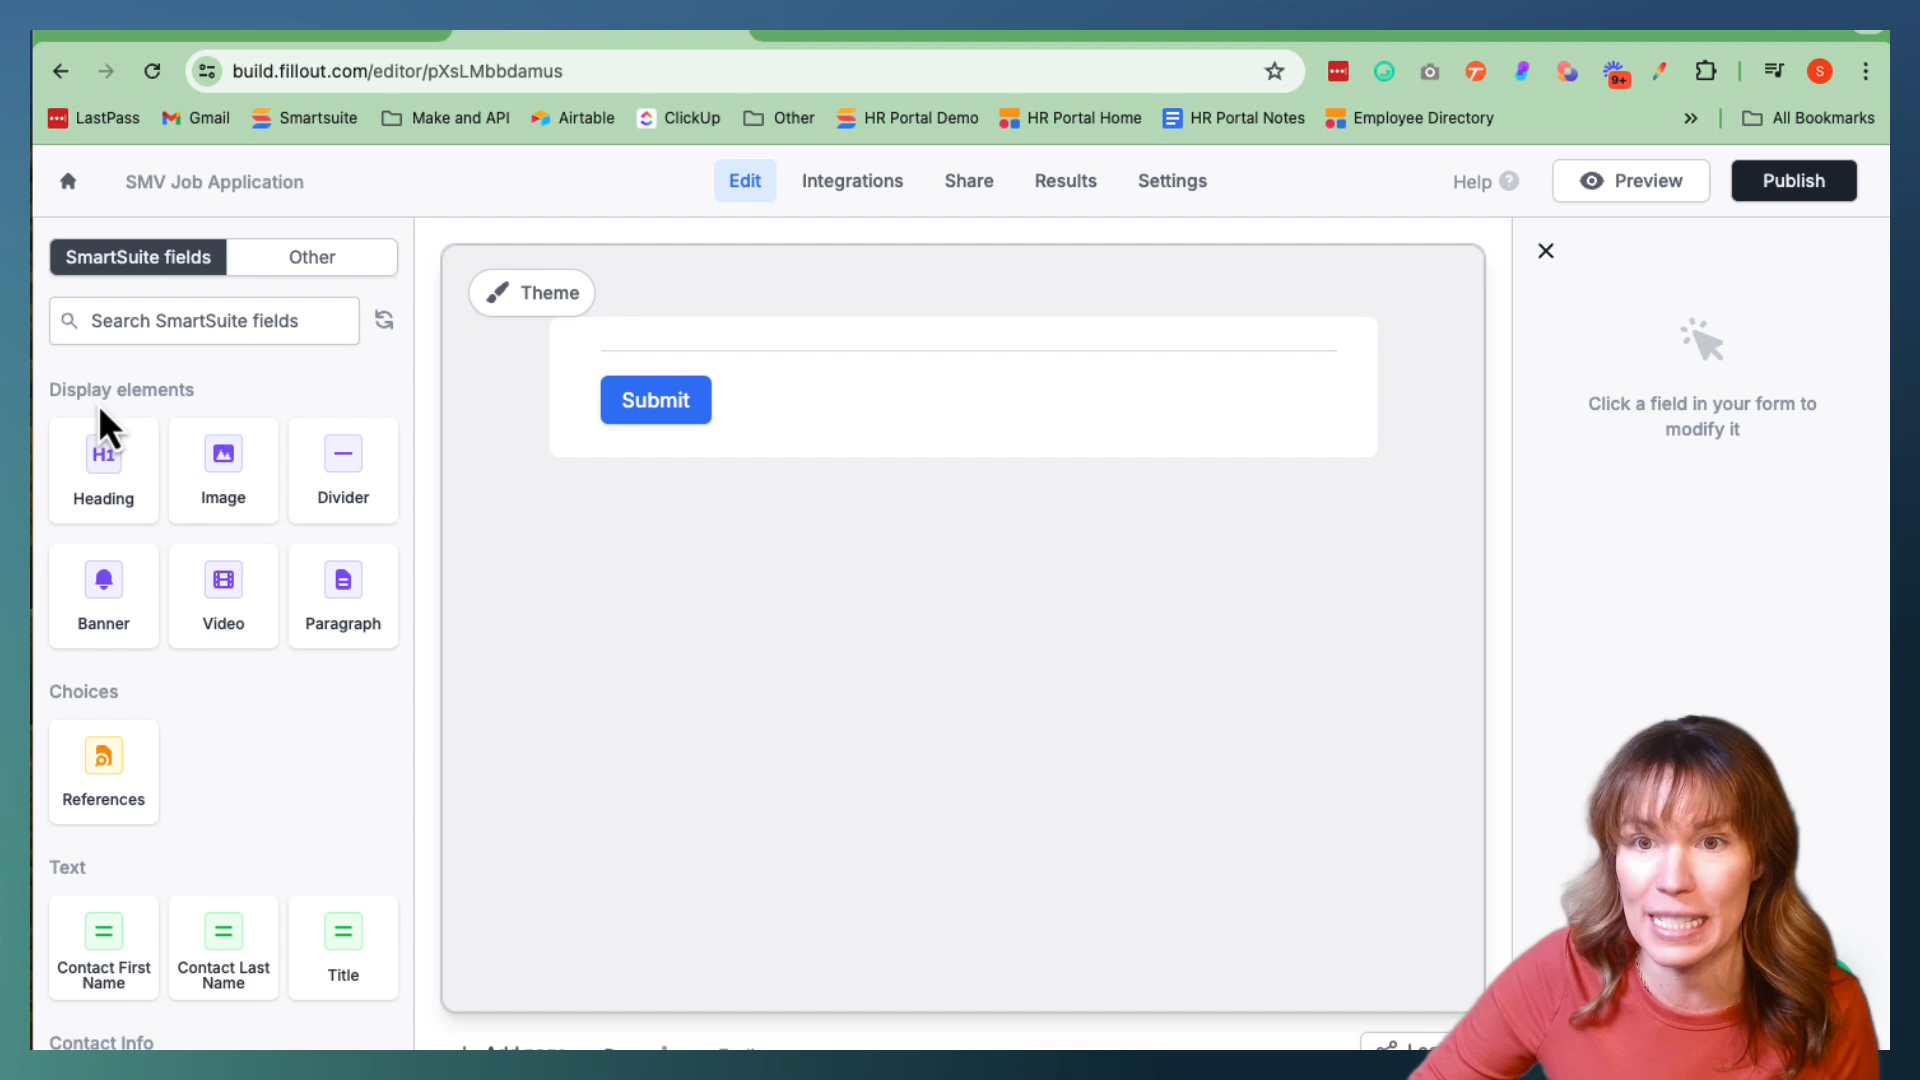 build.fillout.com/editor/pXsLMbbdamus
9+
S
LastPass
Gmail
Smartsuite
Make and API
Airtable
ClickUp
Other
HR Portal Demo
HR Portal Home
HR Portal Notes
Employee Directory
All Bookmarks
SMV Job Application
Edit
Integrations
Share
Results
Settings
Help
Preview
Publish
SmartSuite fields
Other
Search SmartSuite fields
Theme
Submit
Click a field in your form to
modify it
Display elements
H1
Heading
Image
Divider
Banner
Video
Paragraph
Choices
References
Text
Contact First
Name
Contact Last
Name
Title
Contact Info